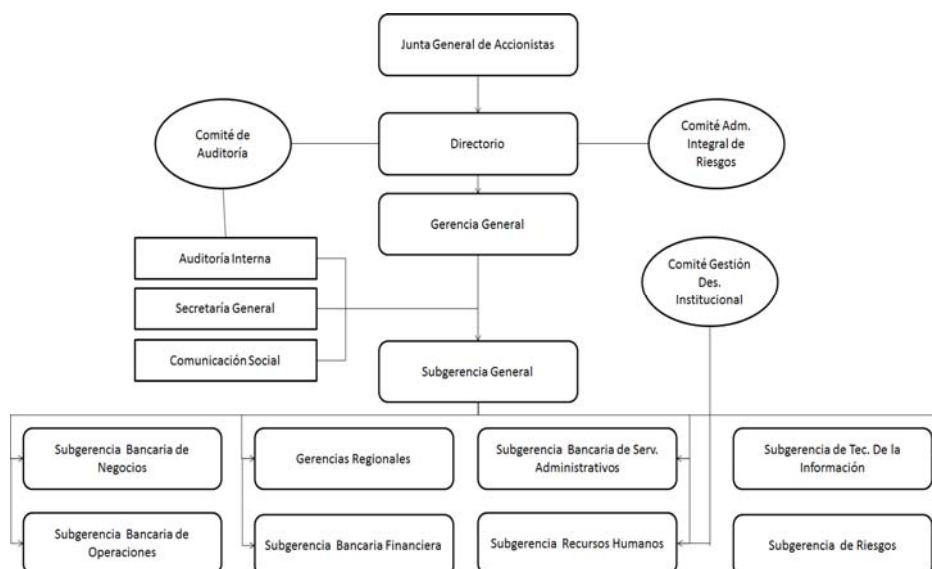 Junta General de Accionistas
Comité de
Auditoría
Directorio
Comité Adm.
Integral de
Riesgos
Gerencia General
Auditoría Interna
Secretaría General
Comunicación Social
Comité Gestión
Des.
Institucional
Subgerencia General
Subgerencia Bancaria de
Negocios
Gerencias Regionales
Subgerencia Bancaria de Serv.
Administrativos
Subgerencia de Tec. De la
Información
Subgerencia Bancaria de
Operaciones
Subgerencia Bancaria Financiera
Subgerencia Recursos Humanos
Subgerencia de Riesgos